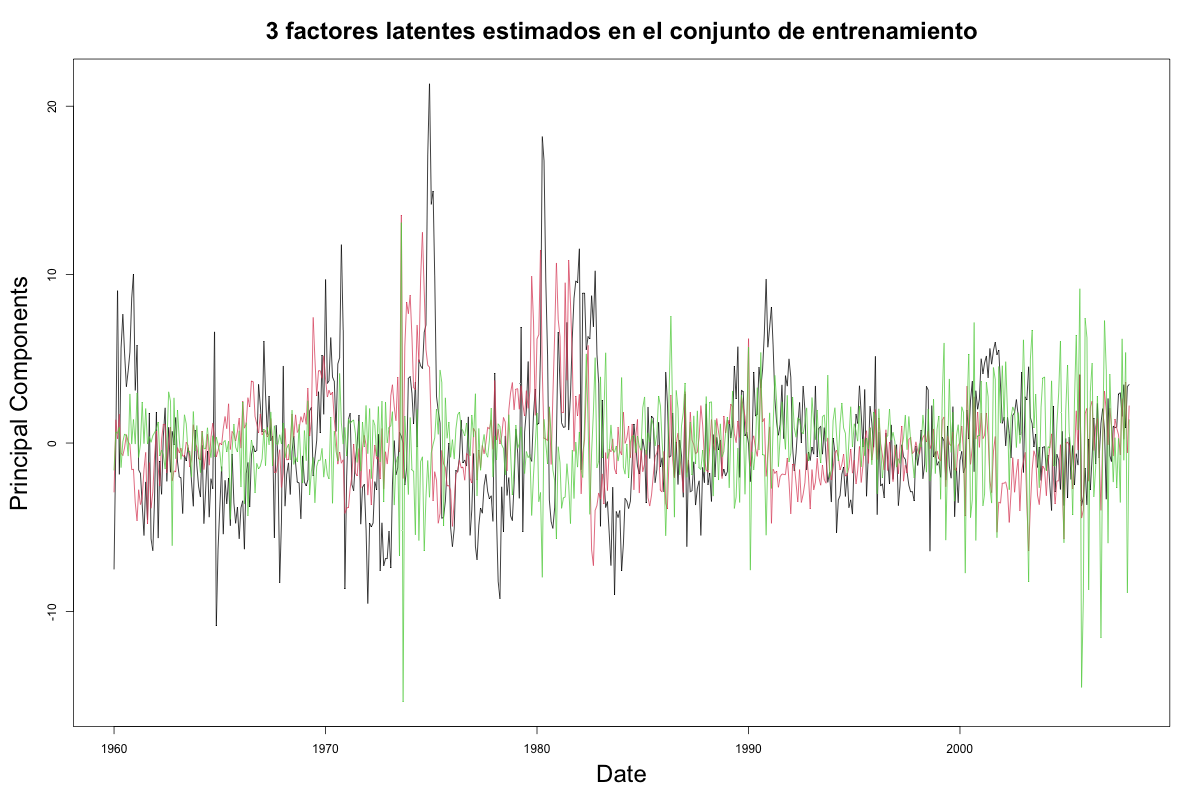 3 factores latentes estimados en el conjunto de entrenamiento
Principal Components
20
10
0
-10
1960 1970 1980 1990 2000
Date